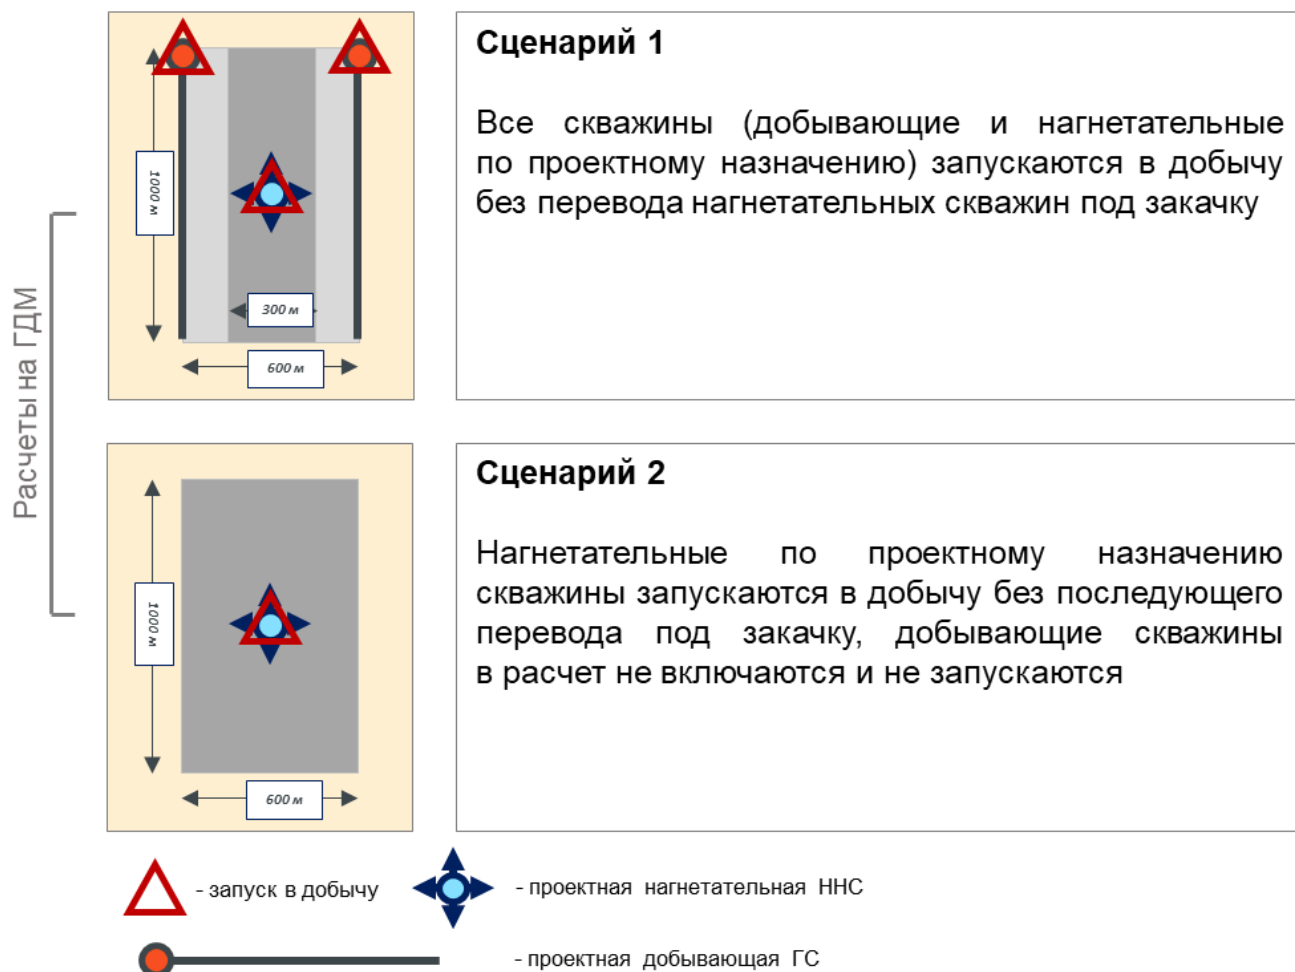 Расчеты на ГДМ
1000 м
300 м
600 м
Сценарий 1
Все скважины (добывающие и нагнетательные
по проектному назначению) запускаются в добычу
без перевода нагнетательных скважин под закачку
1000 м
600 м
Сценарий 2
Нагнетательные по проектному назначению
скважины запускаются в добычу без последующего
перевода под закачку, добывающие скважины
в расчет не включаются и не запускаются
- запуск в добычу
- проектная нагнетательная ННС
- проектная добывающая ГС